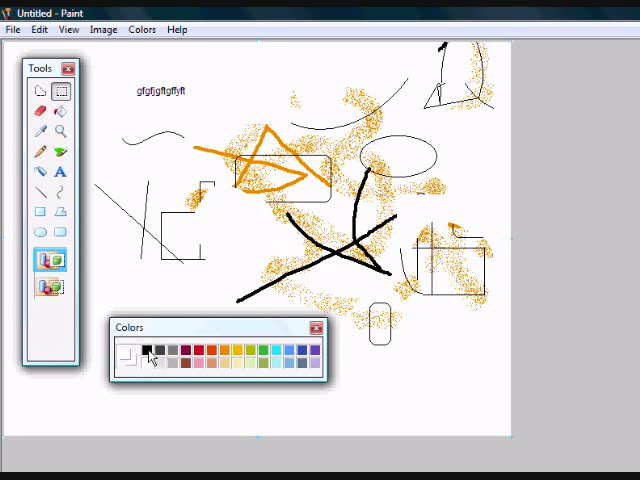 Untitled - Paint
File Edit View Image Colors Help
Tools
gfgfjgftgffyft
A
Colors